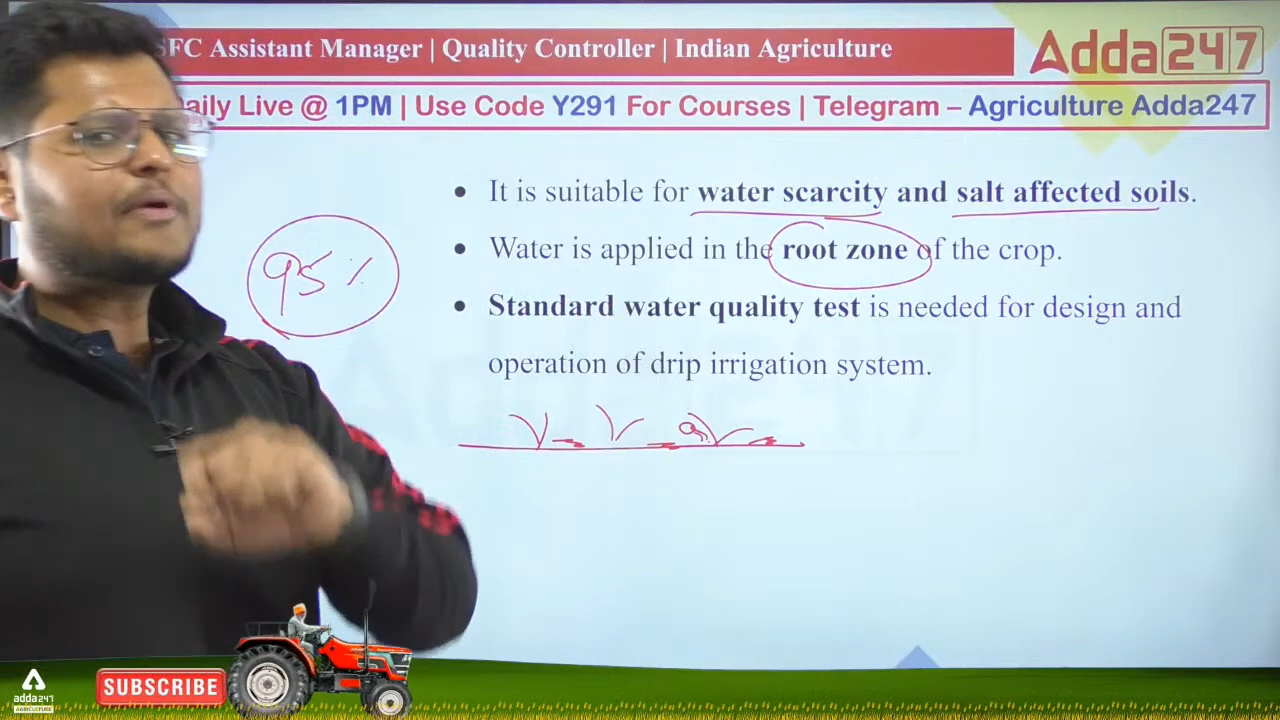 SFC Assistant Manager | Quality Controller | Indian Agriculture
Adda247
Daily Live @ 1PM | Use Code Y291 For Courses | Telegram – Agriculture Adda247
• It is suitable for water scarcity and salt affected soils.
• Water is applied in the root zone of the crop.
95%
• Standard water quality test is needed for design and
operation of drip irrigation system.
adda247
AGRICULTURE
SUBSCRIBE